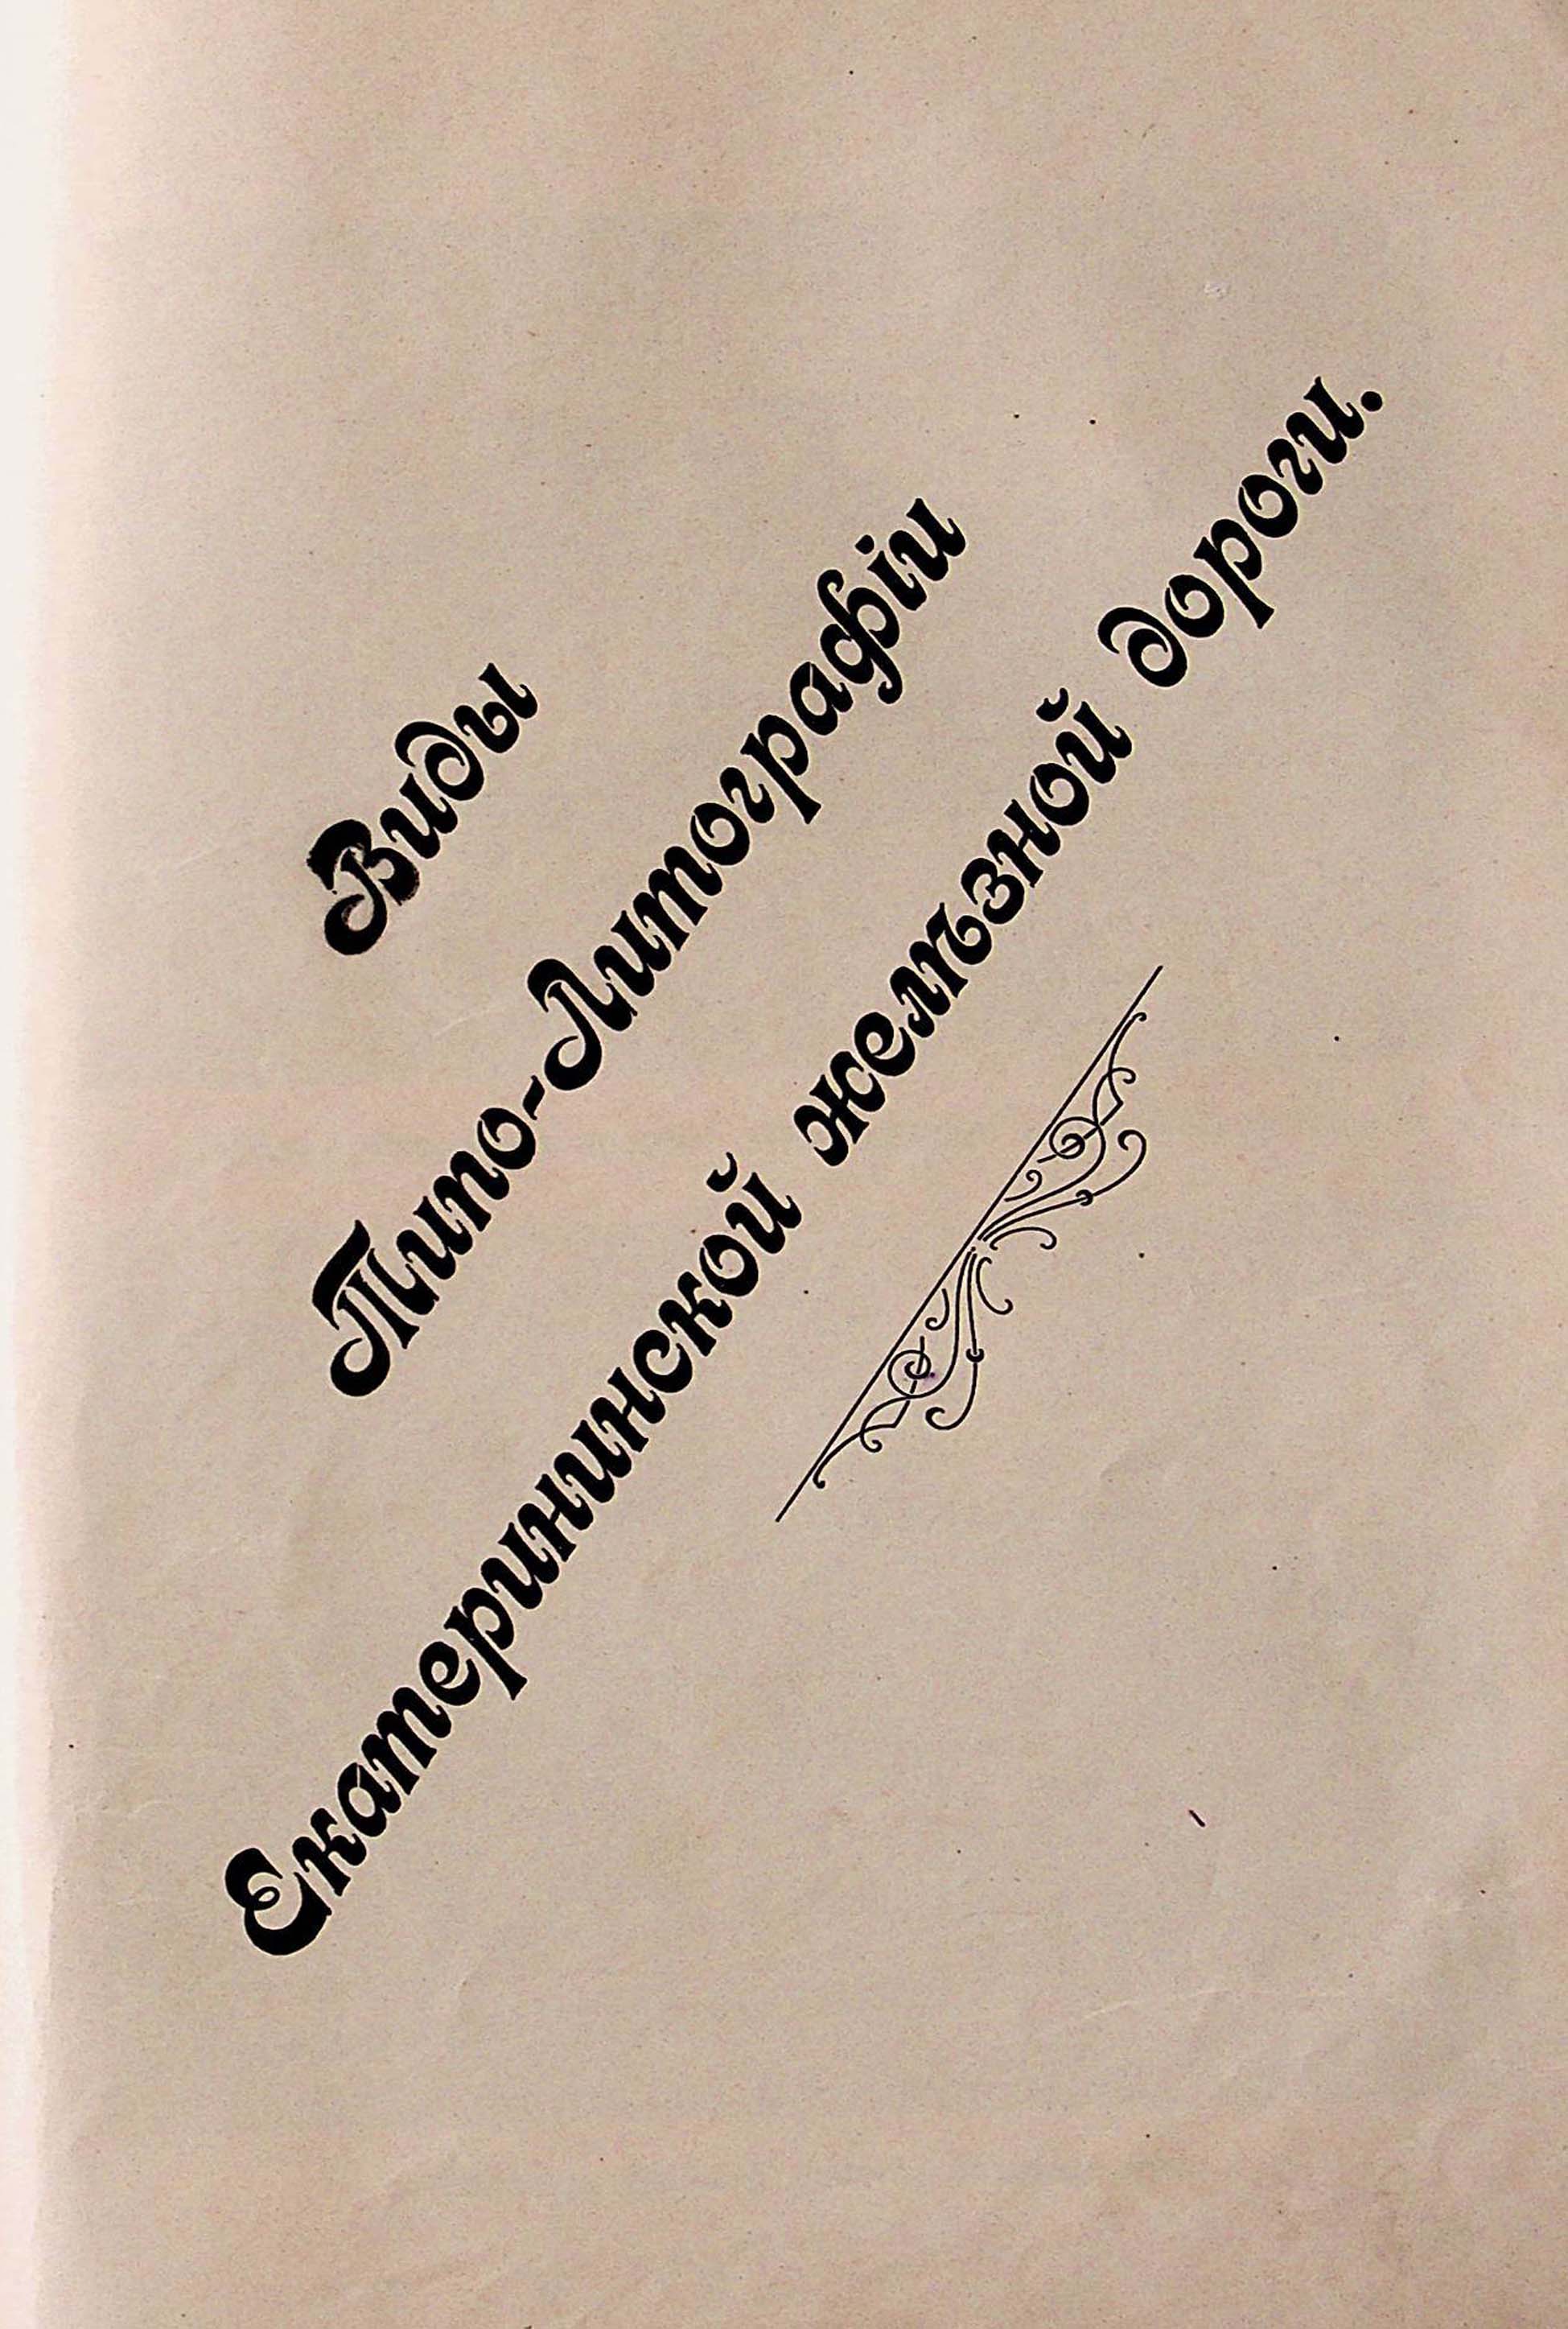 Виды
Типо-Литографіи
Екатерининской желѣзной дороги.